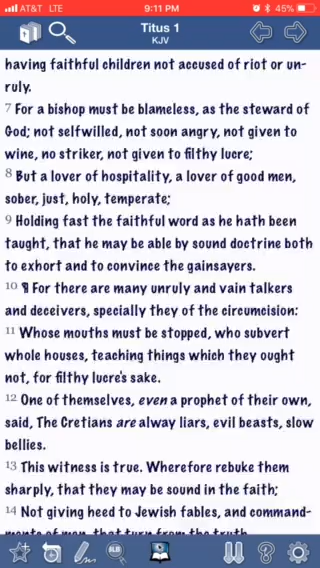 AT&T LTE 9:11 PM 45%
Titus 1
KJV
having faithful children not accused of riot or un-
ruly.
7 For a bishop must be blameless, as the steward of
God; not selfwilled, not soon angry, not given to
wine, no striker, not given to filthy lucre;
8 But a lover of hospitality, a lover of good men,
sober, just, holy, temperate;
9 Holding fast the faithful word as he hath been
taught, that he may be able by sound doctrine both
to exhort and to convince the gainsayers.
10 ¶ For there are many unruly and vain talkers
and deceivers, specially they of the circumcision:
11 Whose mouths must be stopped, who subvert
whole houses, teaching things which they ought
not, for filthy lucre's sake.
12 One of themselves, even a prophet of their own,
said, The Cretians are alway liars, evil beasts, slow
bellies.
13 This witness is true. Wherefore rebuke them
sharply, that they may be sound in the faith;
14 Not giving heed to Jewish fables, and command-
ments of men, that turn from the truth.